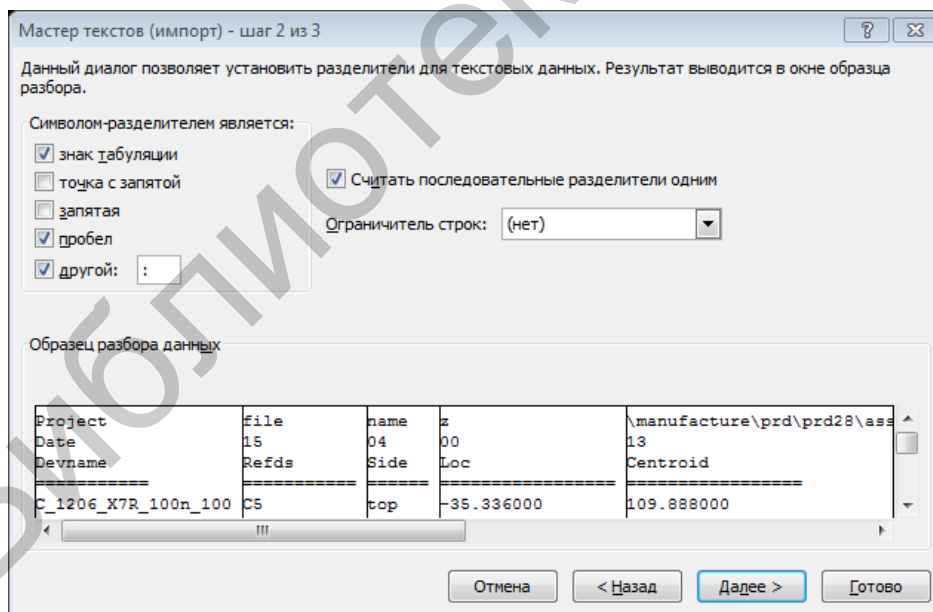 Мастер текстов (импорт) - шаг 2 из 3
Данный диалог позволяет установить разделители для текстовых данных. Результат выводится в окне образца
разбора.
Символом-разделителем является:
знак табуляции
точка с запятой
запятая
пробел
другой: :
Считать последовательные разделители одним
Ограничитель строк: (нет)
Образец разбора данных
Project file name z \manufacture\prd\prd28\ass
Date 15 04 00 13
Devname Refds Side Loc Centroid
=========== =========== ====== ================= =================
C_1206_X7R_100n_100 C5 top -35.336000 109.888000
Отмена < Назад Далее > Готово